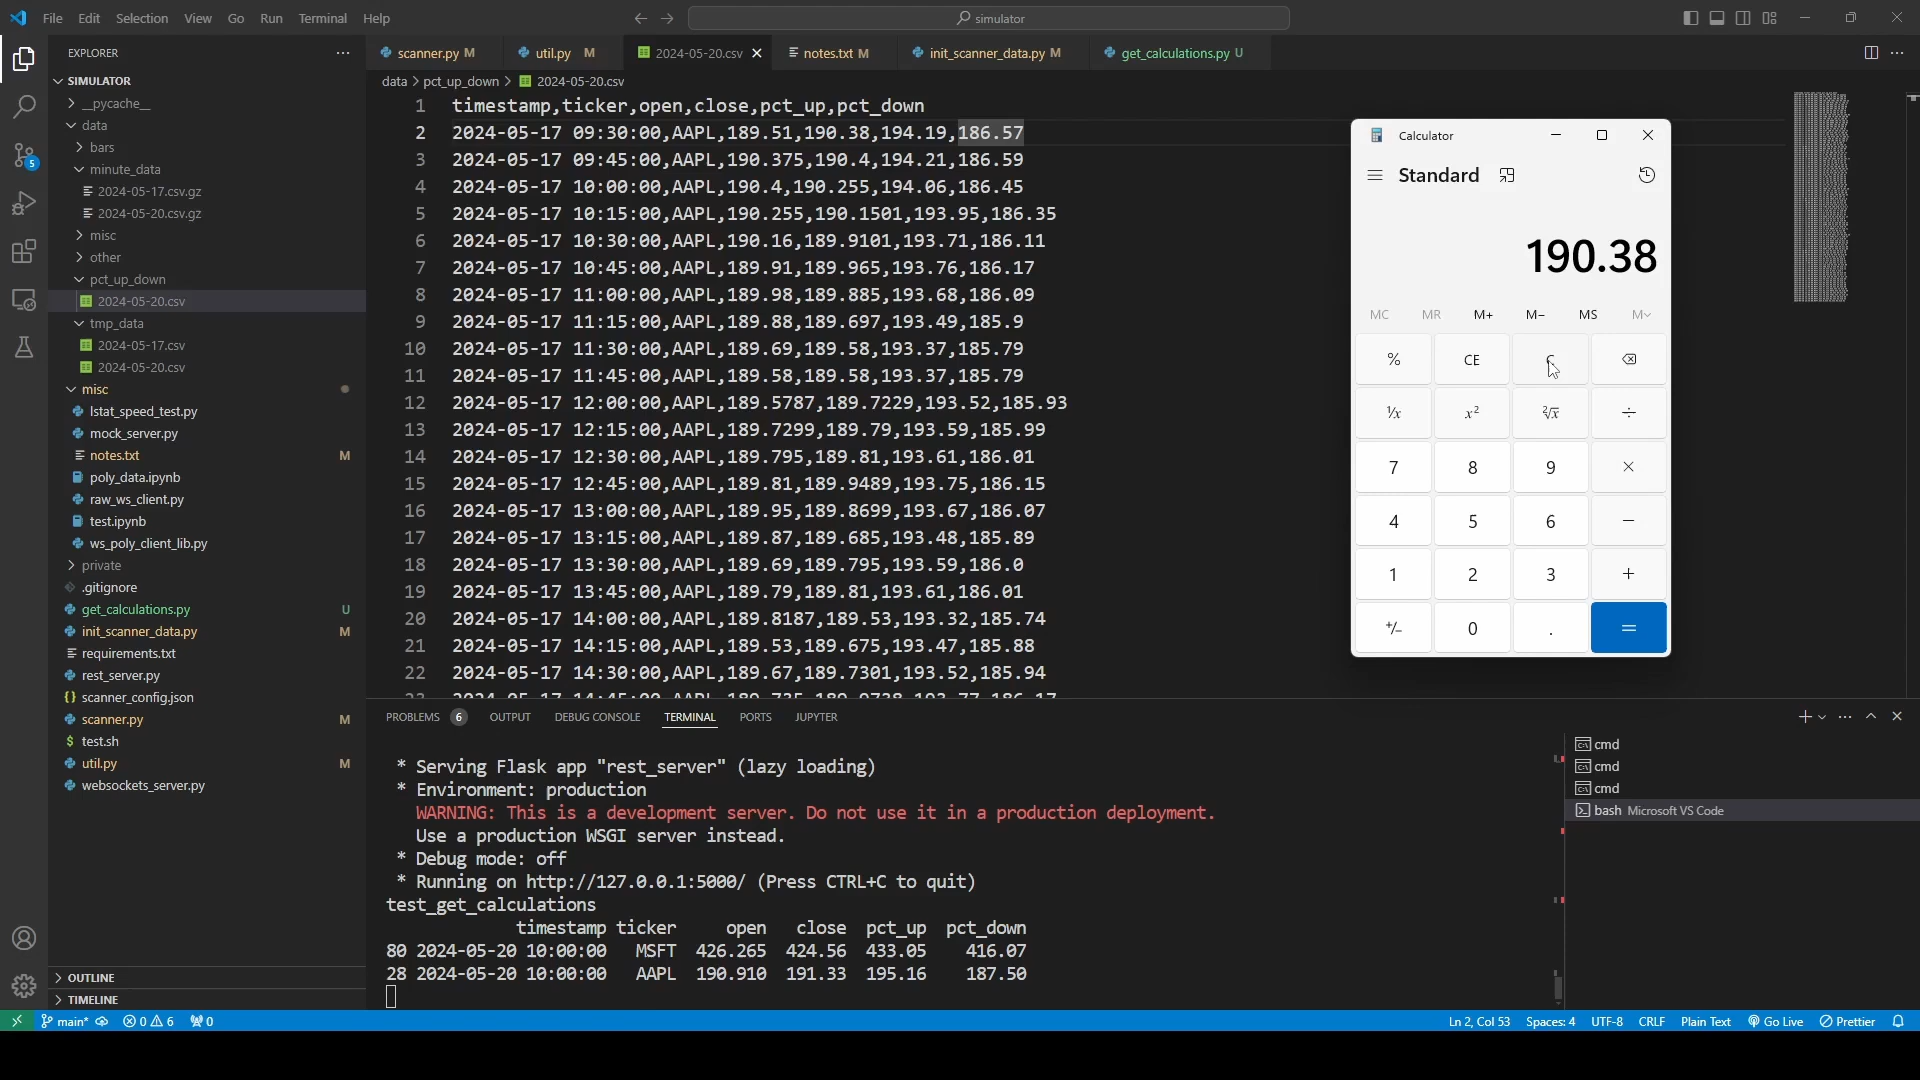 File Edit Selection View Go Run Terminal Help
simulator
EXPLORER
scanner.py M
util.py M
2024-05-20.csv
notes.txt M
init_scanner_data.py M
get_calculations.py U
data > pct_up_down > 2024-05-20.csv
SIMULATOR
__pycache__
data
bars
minute_data
2024-05-17.csv.gz
2024-05-20.csv.gz
misc
other
pct_up_down
2024-05-20.csv
tmp_data
2024-05-17.csv
2024-05-20.csv
misc
lstat_speed_test.py
mock_server.py
notes.txt M
poly_data.ipynb
raw_ws_client.py
test.ipynb
ws_poly_client_lib.py
private
.gitignore
get_calculations.py U
init_scanner_data.py M
requirements.txt
rest_server.py
scanner_config.json
scanner.py M
test.sh
util.py M
websockets_server.py
OUTLINE
TIMELINE
5
1 timestamp,ticker,open,close,pct_up,pct_down
2 2024-05-17 09:30:00,AAPL,189.51,190.38,194.19,186.57
3 2024-05-17 09:45:00,AAPL,190.375,190.4,194.21,186.59
4 2024-05-17 10:00:00,AAPL,190.4,190.255,194.06,186.45
5 2024-05-17 10:15:00,AAPL,190.255,190.1501,193.95,186.35
6 2024-05-17 10:30:00,AAPL,190.16,189.9101,193.71,186.11
7 2024-05-17 10:45:00,AAPL,189.91,189.965,193.76,186.17
8 2024-05-17 11:00:00,AAPL,189.98,189.885,193.68,186.09
9 2024-05-17 11:15:00,AAPL,189.88,189.697,193.49,185.9
10 2024-05-17 11:30:00,AAPL,189.69,189.58,193.37,185.79
11 2024-05-17 11:45:00,AAPL,189.58,189.58,193.37,185.79
12 2024-05-17 12:00:00,AAPL,189.5787,189.7229,193.52,185.93
13 2024-05-17 12:15:00,AAPL,189.7299,189.79,193.59,185.99
14 2024-05-17 12:30:00,AAPL,189.795,189.81,193.61,186.01
15 2024-05-17 12:45:00,AAPL,189.81,189.9489,193.75,186.15
16 2024-05-17 13:00:00,AAPL,189.95,189.8699,193.67,186.07
17 2024-05-17 13:15:00,AAPL,189.87,189.685,193.48,185.89
18 2024-05-17 13:30:00,AAPL,189.69,189.795,193.59,186.0
19 2024-05-17 13:45:00,AAPL,189.79,189.81,193.61,186.01
20 2024-05-17 14:00:00,AAPL,189.8187,189.53,193.32,185.74
21 2024-05-17 14:15:00,AAPL,189.53,189.675,193.47,185.88
22 2024-05-17 14:30:00,AAPL,189.67,189.7301,193.52,185.94
Calculator
Standard
190.38
MC MR M+ M− MS M
% CE C
1/x x² ²√x ÷
7 8 9 ×
4 5 6 −
1 2 3 +
+/− 0 . =
PROBLEMS 6 OUTPUT DEBUG CONSOLE TERMINAL PORTS JUPYTER
* Serving Flask app "rest_server" (lazy loading)
* Environment: production
WARNING: This is a development server. Do not use it in a production deployment.
Use a production WSGI server instead.
* Debug mode: off
* Running on http://127.0.0.1:5000/ (Press CTRL+C to quit)
test_get_calculations
timestamp ticker open close pct_up pct_down
80 2024-05-20 10:00:00 MSFT 426.265 424.56 433.05 416.07
28 2024-05-20 10:00:00 AAPL 190.910 191.33 195.16 187.50
cmd
cmd
cmd
bash Microsoft VS Code
main* 0 6 0 Ln 2, Col 53 Spaces: 4 UTF-8 CRLF Plain Text Go Live Prettier